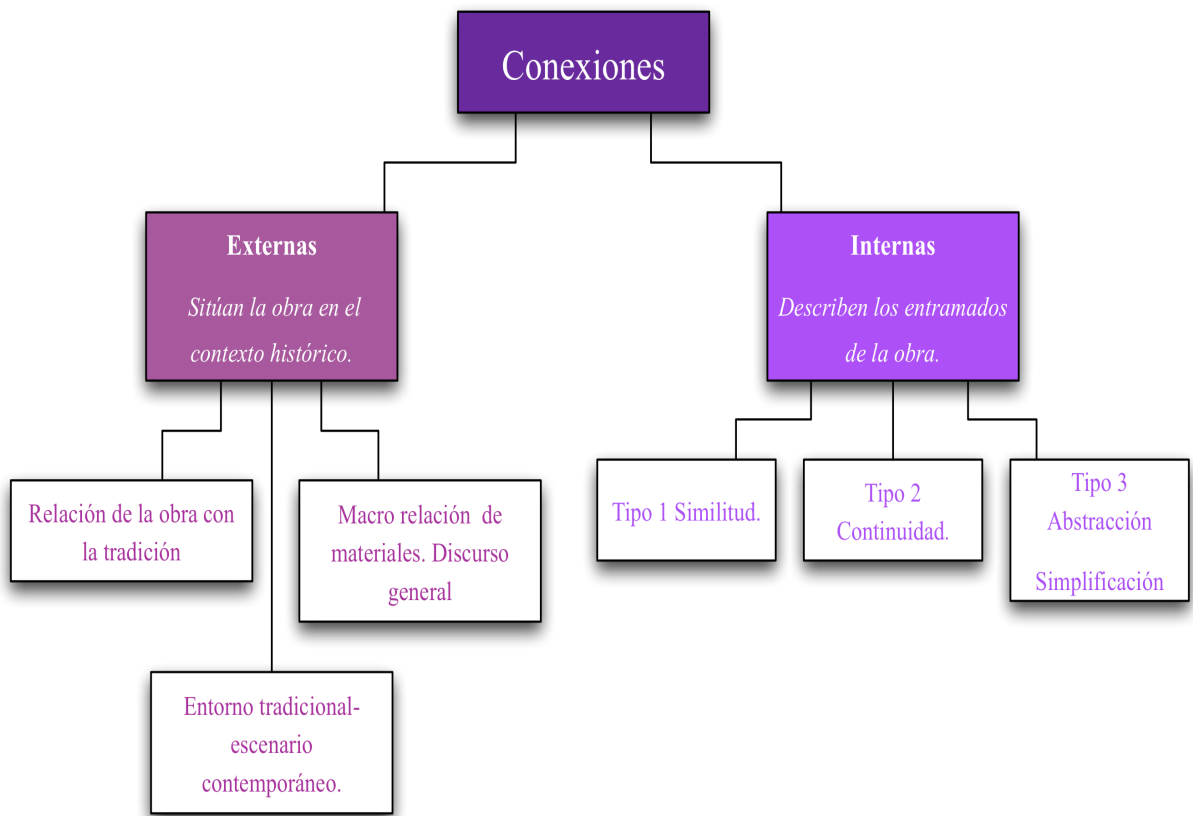 Conexiones
Externas
Sitúan la obra en el
contexto histórico.
Internas
Describen los entramados
de la obra.
Relación de la obra con
la tradición
Macro relación de
materiales. Discurso
general
Entorno tradicional-
escenario
contemporáneo.
Tipo 1 Similitud.
Tipo 2
Continuidad.
Tipo 3
Abstracción
Simplificación